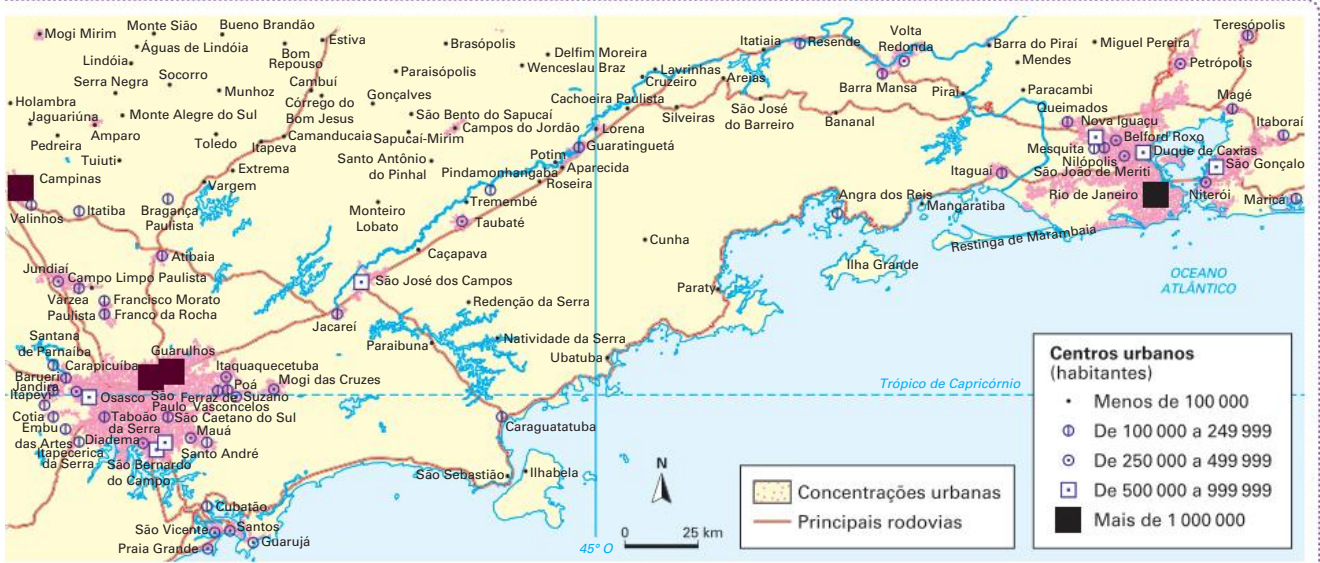 Mogi Mirim
Monte Sião
Bueno Brandão
Águas de Lindóia
Bom
Repouso
Estiva
Brasópolis
Delfim Moreira
Wenceslau Braz
Lindóia
Serra Negra
Socorro
Munhoz
Cambuí
Córrego do
Bom Jesus
Paraisópolis
Gonçalves
Holambra
Jaguariúna
Monte Alegre do Sul
Amparo
Pedreira
Tuiuti
Toledo
Itapeva
Camanducaia
São Bento do Sapucaí
Sapucaí-Mirim
Campos do Jordão
Santo Antônio
do Pinhal
Extrema
Vargem
Campinas
Valinhos
Itatiba
Bragança
Paulista
Atibaia
Monteiro
Lobato
Pindamonhangaba
Tremembé
Taubaté
Caçapava
Potim
Roseira
Aparecida
Guaratinguetá
Lorena
Cachoeira Paulista
Cruzeiro
Lavrinhas
Silveiras
Areias
São José
do Barreiro
Bananal
Itatiaia
Resende
Volta
Redonda
Barra Mansa
Barra do Piraí
Mendes
Piraí
Miguel Pereira
Paracambi
Queimados
Nova Iguaçu
Belford Roxo
Mesquita
Nilópolis
Duque de Caxias
São João de Meriti
Rio de Janeiro
Niterói
São Gonçalo
Maricá
Itaboraí
Magé
Petrópolis
Teresópolis
Itaguaí
Mangaratiba
Angra dos Reis
Restinga de Marambaia
Ilha Grande
Paraty
Cunha
OCEANO
ATLÂNTICO
Jundiaí
Campo Limpo Paulista
Várzea
Paulista
Francisco Morato
Franco da Rocha
São José dos Campos
Jacareí
Redenção da Serra
Paraibuna
Natividade da Serra
Ubatuba
Santana
de Parnaíba
Carapicuíba
Barueri
Jandira
Itapevi
Cotia
Embu
das Artes
Itapecerica
da Serra
Guarulhos
Itaquaquecetuba
Poá
Mogi das Cruzes
Osasco
São
Paulo
Ferraz de
Vasconcelos
Suzano
Taboão
da Serra
São Caetano do Sul
Diadema
Mauá
Santo André
São Bernardo
do Campo
Cubatão
São Vicente
Santos
Praia Grande
Guarujá
Caraguatatuba
São Sebastião
Ilhabela
Trópico de Capricórnio
45° O
N
0 25 km
Concentrações urbanas
Principais rodovias
Centros urbanos
(habitantes)
Menos de 100 000
De 100 000 a 249 999
De 250 000 a 499 999
De 500 000 a 999 999
Mais de 1 000 000